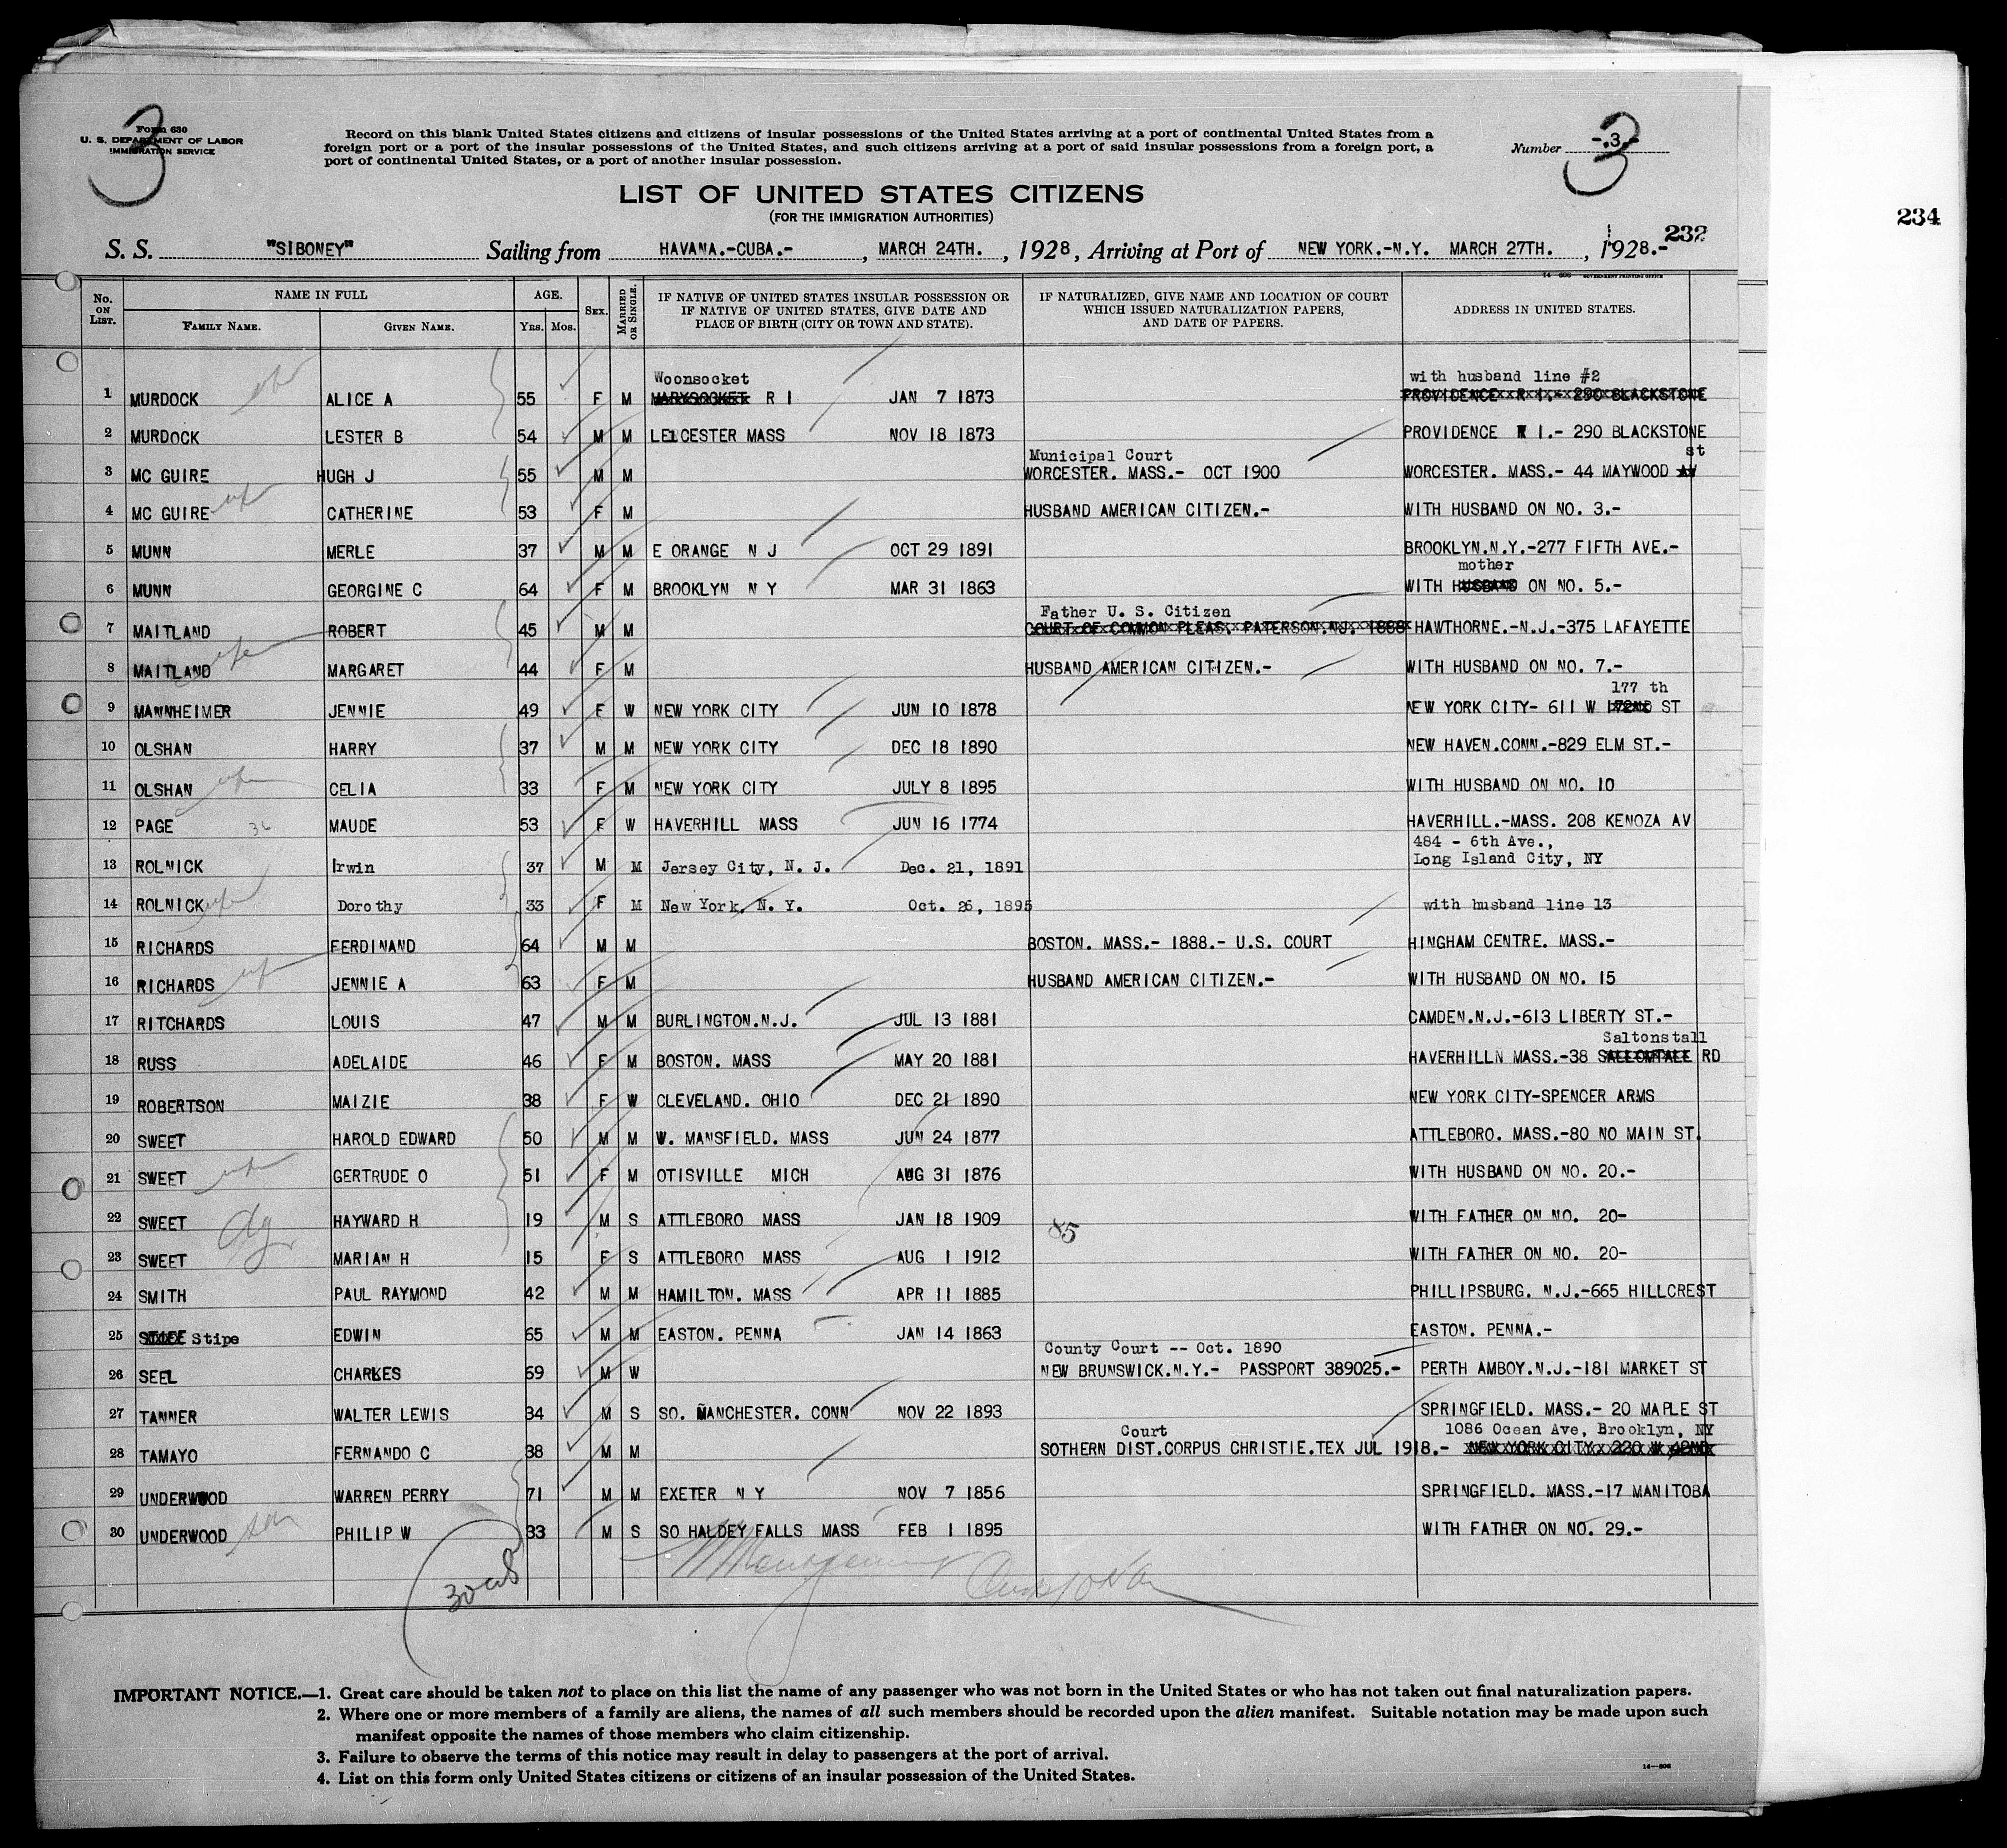 3
Form 630
U. S. DEPARTMENT OF LABOR
IMMIGRATION SERVICE
Record on this blank United States citizens and citizens of insular possessions of the United States arriving at a port of continental United States from a
foreign port or a port of the insular possessions of the United States, and such citizens arriving at a port of said insular possessions from a foreign port, a
port of continental United States, or a port of another insular possession.
Number -.3.-
3
LIST OF UNITED STATES CITIZENS
(FOR THE IMMIGRATION AUTHORITIES)
234
232
S. S. "SIBONEY" Sailing from HAVANA.-CUBA.- , MARCH 24TH. , 1928, Arriving at Port of NEW YORK.-N.Y. MARCH 27TH. , 1928.-
No. ON LIST. NAME IN FULL AGE. SEX. MARRIED OR SINGLE. IF NATIVE OF UNITED STATES INSULAR POSSESSION OR IF NATIVE OF UNITED STATES, GIVE DATE AND PLACE OF BIRTH (CITY OR TOWN AND STATE). IF NATURALIZED, GIVE NAME AND LOCATION OF COURT WHICH ISSUED NATURALIZATION PAPERS, AND DATE OF PAPERS. ADDRESS IN UNITED STATES.
FAMILY NAME. GIVEN NAME. Yrs. Mos.
Woonsocket with husband line #2
1 MURDOCK ALICE A 55 F M MARYSOCKET R I JAN 7 1873 PROVIDENCE R I.- 290 BLACKSTONE
2 MURDOCK LESTER B 54 M M LEICESTER MASS NOV 18 1873 PROVIDENCE R I.- 290 BLACKSTONE
Municipal Court st
3 MC GUIRE HUGH J 55 M M WORCESTER. MASS.- OCT 1900 WORCESTER. MASS.- 44 MAYWOOD AV
4 MC GUIRE CATHERINE 53 F M HUSBAND AMERICAN CITIZEN.- WITH HUSBAND ON NO. 3.-
5 MUNN MERLE 37 M M E ORANGE N J OCT 29 1891 BROOKLYN.N.Y.-277 FIFTH AVE.-
mother
6 MUNN GEORGINE C 64 F M BROOKLYN N Y MAR 31 1863 WITH HUSBAND ON NO. 5.-
Father U. S. Citizen
7 MAITLAND ROBERT 45 M M COURT OF COMMON PLEAS. PATERSON.NJ. 1888 HAWTHORNE.-N.J.-375 LAFAYETTE
8 MAITLAND MARGARET 44 F M HUSBAND AMERICAN CITIZEN.- WITH HUSBAND ON NO. 7.-
177 th
9 MANNHEIMER JENNIE 49 F W NEW YORK CITY JUN 10 1878 NEW YORK CITY- 611 W 172ND ST
10 OLSHAN HARRY 37 M M NEW YORK CITY DEC 18 1890 NEW HAVEN.CONN.-829 ELM ST.-
11 OLSHAN CELIA 33 F M NEW YORK CITY JULY 8 1895 WITH HUSBAND ON NO. 10
12 PAGE 36 MAUDE 53 F W HAVERHILL MASS JUN 16 1774 HAVERHILL.-MASS. 208 KENOZA AV
484 - 6th Ave.,
13 ROLNICK Irwin 37 M M Jersey City, N. J. Dec. 21, 1891 Long Island City, NY
14 ROLNICK Dorothy 33 F M New York, N. Y. Oct. 26, 1895 with husband line 13
15 RICHARDS FERDINAND 64 M M BOSTON. MASS.- 1888.- U.S. COURT HINGHAM CENTRE. MASS.-
16 RICHARDS JENNIE A 63 F M HUSBAND AMERICAN CITIZEN.- WITH HUSBAND ON NO. 15
17 RITCHARDS LOUIS 47 M M BURLINGTON.N.J. JUL 13 1881 CAMDEN.N.J.-613 LIBERTY ST.-
Saltonstall
18 RUSS ADELAIDE 46 F M BOSTON. MASS MAY 20 1881 HAVERHILLN MASS.-38 SALLONTALE RD
19 ROBERTSON MAIZIE 38 F W CLEVELAND. OHIO DEC 21 1890 NEW YORK CITY-SPENCER ARMS
20 SWEET HAROLD EDWARD 50 M M W. MANSFIELD. MASS JUN 24 1877 ATTLEBORO. MASS.-80 NO MAIN ST.
21 SWEET GERTRUDE O 51 F M OTISVILLE MICH AUG 31 1876 WITH HUSBAND ON NO. 20.-
22 SWEET HAYWARD H 19 M S ATTLEBORO MASS JAN 18 1909 85 WITH FATHER ON NO. 20-
23 SWEET MARIAN H 15 F S ATTLEBORO MASS AUG 1 1912 WITH FATHER ON NO. 20-
24 SMITH PAUL RAYMOND 42 M M HAMILTON. MASS APR 11 1885 PHILLIPSBURG. N.J.-665 HILLCREST
25 Stipe EDWIN 65 M M EASTON. PENNA JAN 14 1863 EASTON. PENNA.-
County Court -- Oct. 1890
26 SEEL CHARKES 69 M W NEW BRUNSWICK.N.Y.- PASSPORT 389025.- PERTH AMBOY.N.J.-181 MARKET ST
27 TANNER WALTER LEWIS 34 M S SO. MANCHESTER. CONN NOV 22 1893 SPRINGFIELD. MASS.- 20 MAPLE ST
Court 1086 Ocean Ave, Brooklyn, NY
28 TAMAYO FERNANDO C 38 M M SOTHERN DIST.CORPUS CHRISTIE.TEX JUL 1918.- NEW YORK CITY. 220 W 42ND
29 UNDERWOOD WARREN PERRY 71 M M EXETER N Y NOV 7 1856 SPRINGFIELD. MASS.-17 MANITOBA
30 UNDERWOOD son PHILIP W 33 M S SO HALDEY FALLS MASS FEB 1 1895 WITH FATHER ON NO. 29.-
IMPORTANT NOTICE.—1. Great care should be taken not to place on this list the name of any passenger who was not born in the United States or who has not taken out final naturalization papers.
2. Where one or more members of a family are aliens, the names of all such members should be recorded upon the alien manifest. Suitable notation may be made upon such
manifest opposite the names of those members who claim citizenship.
3. Failure to observe the terms of this notice may result in delay to passengers at the port of arrival.
4. List on this form only United States citizens or citizens of an insular possession of the United States.